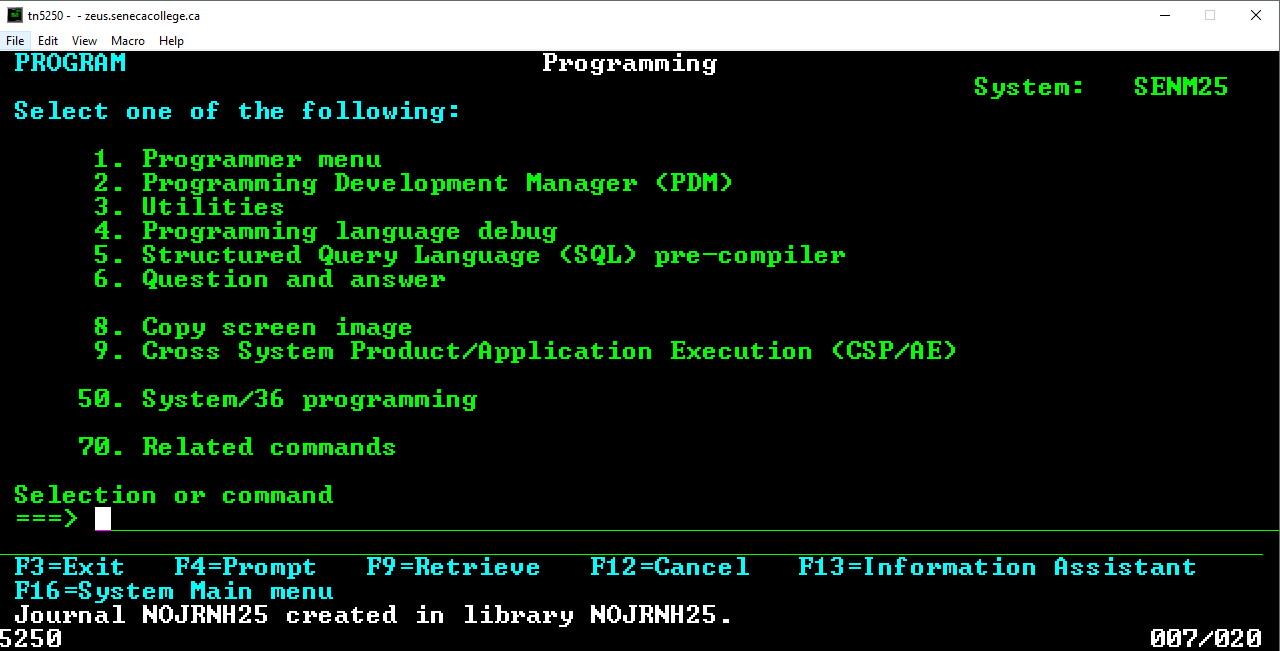 tn5250 - - zeus.senecacollege.ca
File Edit View Macro Help
PROGRAM Programming
System: SENM25
Select one of the following:
1. Programmer menu
2. Programming Development Manager (PDM)
3. Utilities
4. Programming language debug
5. Structured Query Language (SQL) pre-compiler
6. Question and answer
8. Copy screen image
9. Cross System Product/Application Execution (CSP/AE)
50. System/36 programming
70. Related commands
Selection or command
===>
F3=Exit F4=Prompt F9=Retrieve F12=Cancel F13=Information Assistant
F16=System Main menu
Journal NOJRNH25 created in library NOJRNH25.
5250 007/020